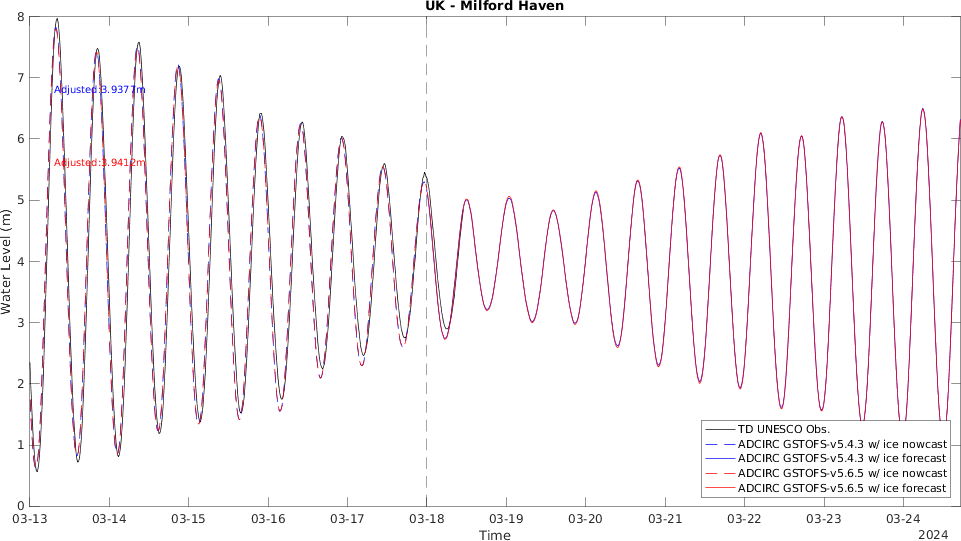 UK - Milford Haven
8
7
6
5
4
3
2
1
0
Water Level (m)
Adjusted:3.9377m
Adjusted:3.9412m
TD UNESCO Obs.
ADCIRC GSTOFS-v5.4.3 w/ ice nowcast
ADCIRC GSTOFS-v5.4.3 w/ ice forecast
ADCIRC GSTOFS-v5.6.5 w/ ice nowcast
ADCIRC GSTOFS-v5.6.5 w/ ice forecast
03-13 03-14 03-15 03-16 03-17 03-18 03-19 03-20 03-21 03-22 03-23 03-24
Time
2024